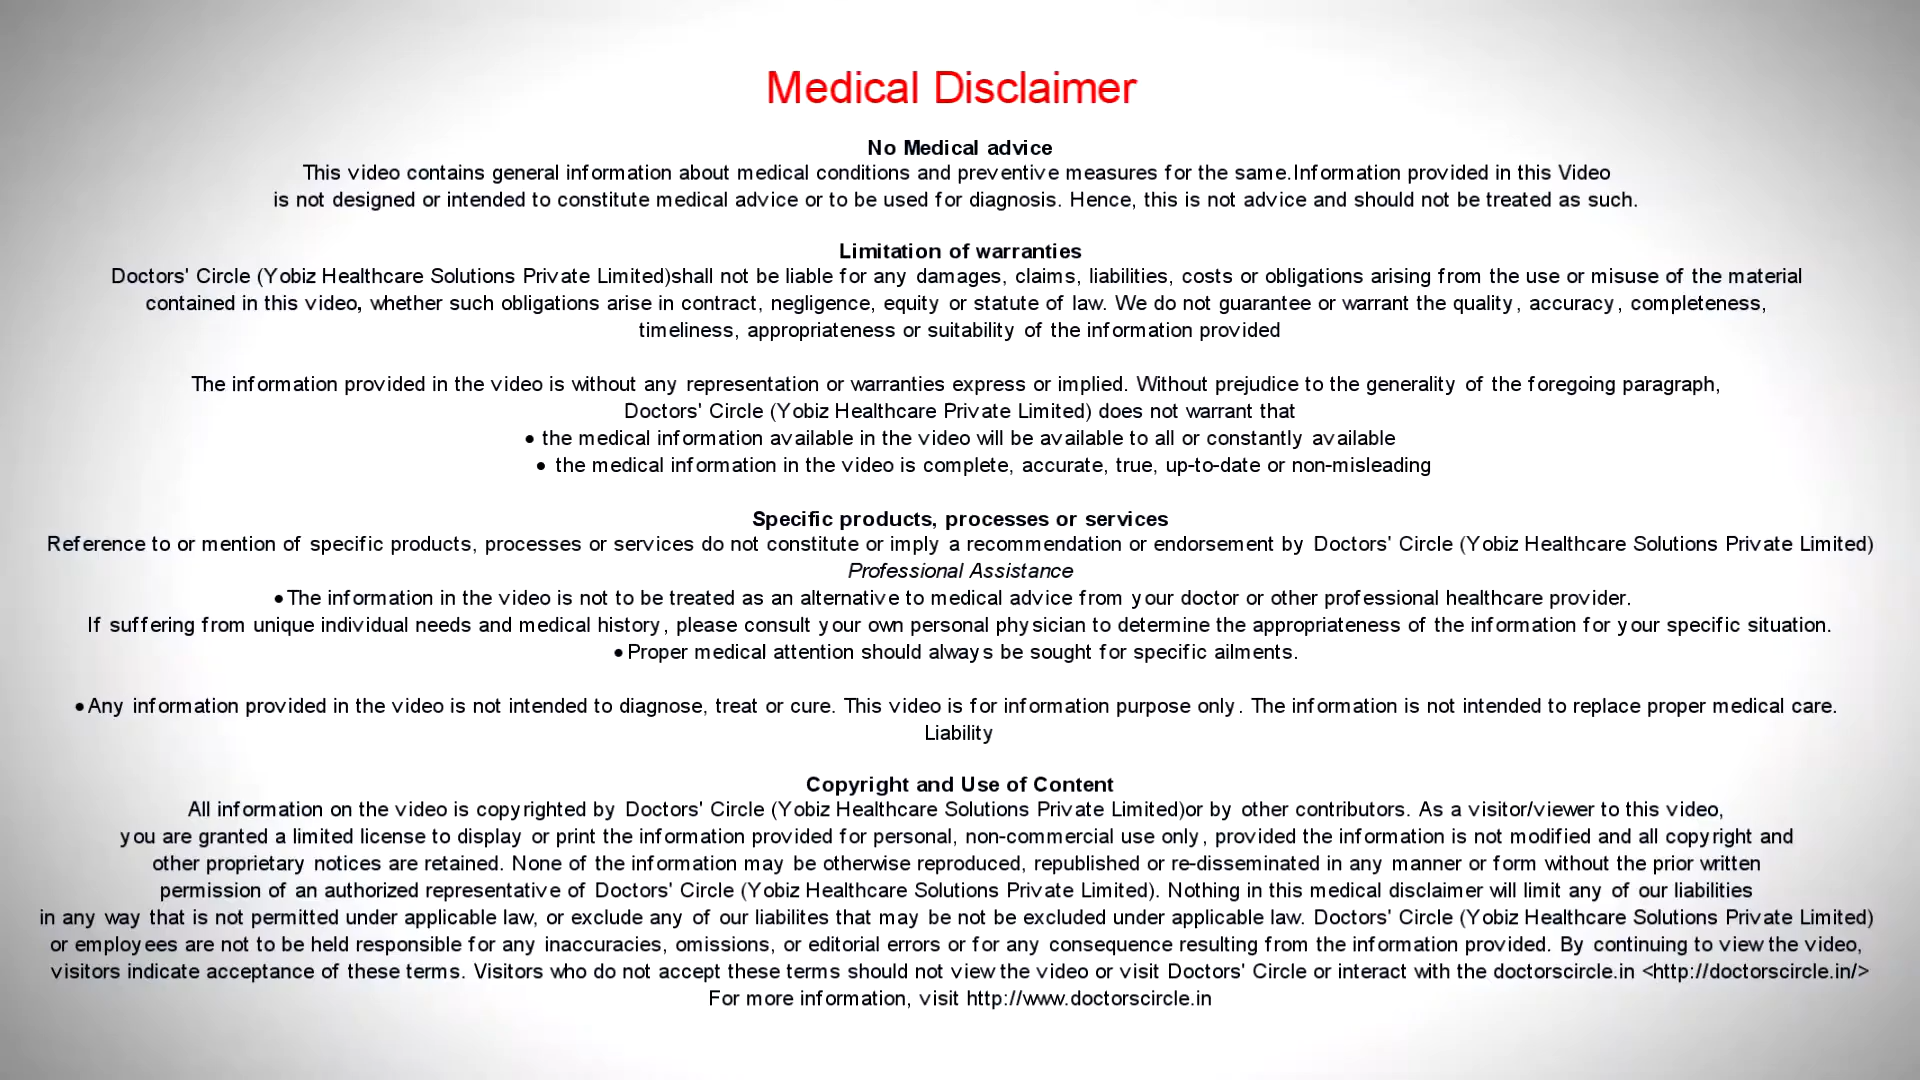 Medical Disclaimer
No Medical advice
This video contains general information about medical conditions and preventive measures for the same.Information provided in this Video
is not designed or intended to constitute medical advice or to be used for diagnosis. Hence, this is not advice and should not be treated as such.
Limitation of warranties
Doctors' Circle (Yobiz Healthcare Solutions Private Limited)shall not be liable for any damages, claims, liabilities, costs or obligations arising from the use or misuse of the material
contained in this video, whether such obligations arise in contract, negligence, equity or statute of law. We do not guarantee or warrant the quality, accuracy, completeness,
timeliness, appropriateness or suitability of the information provided
The information provided in the video is without any representation or warranties express or implied. Without prejudice to the generality of the foregoing paragraph,
Doctors' Circle (Yobiz Healthcare Private Limited) does not warrant that
• the medical information available in the video will be available to all or constantly available
• the medical information in the video is complete, accurate, true, up-to-date or non-misleading
Specific products, processes or services
Reference to or mention of specific products, processes or services do not constitute or imply a recommendation or endorsement by Doctors' Circle (Yobiz Healthcare Solutions Private Limited)
Professional Assistance
•The information in the video is not to be treated as an alternative to medical advice from your doctor or other professional healthcare provider.
If suffering from unique individual needs and medical history, please consult your own personal physician to determine the appropriateness of the information for your specific situation.
•Proper medical attention should always be sought for specific ailments.
•Any information provided in the video is not intended to diagnose, treat or cure. This video is for information purpose only. The information is not intended to replace proper medical care.
Liability
Copyright and Use of Content
All information on the video is copyrighted by Doctors' Circle (Yobiz Healthcare Solutions Private Limited)or by other contributors. As a visitor/viewer to this video,
you are granted a limited license to display or print the information provided for personal, non-commercial use only, provided the information is not modified and all copyright and
other proprietary notices are retained. None of the information may be otherwise reproduced, republished or re-disseminated in any manner or form without the prior written
permission of an authorized representative of Doctors' Circle (Yobiz Healthcare Solutions Private Limited). Nothing in this medical disclaimer will limit any of our liabilities
in any way that is not permitted under applicable law, or exclude any of our liabilites that may be not be excluded under applicable law. Doctors' Circle (Yobiz Healthcare Solutions Private Limited)
or employees are not to be held responsible for any inaccuracies, omissions, or editorial errors or for any consequence resulting from the information provided. By continuing to view the video,
visitors indicate acceptance of these terms. Visitors who do not accept these terms should not view the video or visit Doctors' Circle or interact with the doctorscircle.in <http://doctorscircle.in/>
For more information, visit http://www.doctorscircle.in